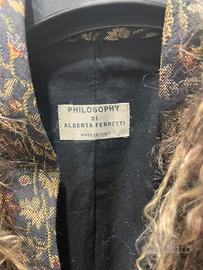 PHILOSOPHY
DI
ALBERTA FERRETTI
MADE IN ITALY